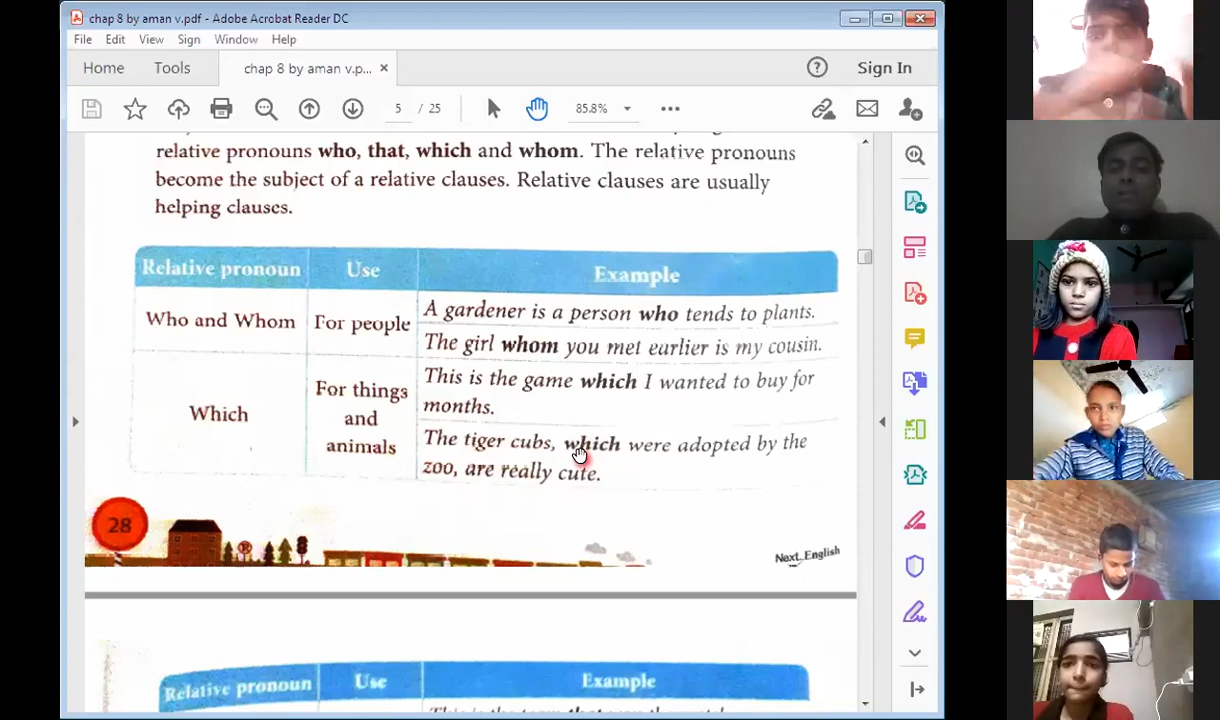 chap 8 by aman v.pdf - Adobe Acrobat Reader DC
File Edit View Sign Window Help
Home Tools chap 8 by aman v.p... × Sign In
5 / 25 85.8%
relative pronouns who, that, which and whom. The relative pronouns
become the subject of a relative clauses. Relative clauses are usually
helping clauses.
Relative pronoun Use Example
Who and Whom For people A gardener is a person who tends to plants.
The girl whom you met earlier is my cousin.
Which For things and animals This is the game which I wanted to buy for
months.
The tiger cubs, which were adopted by the
zoo, are really cute.
28
Next English
Relative pronoun Use Example